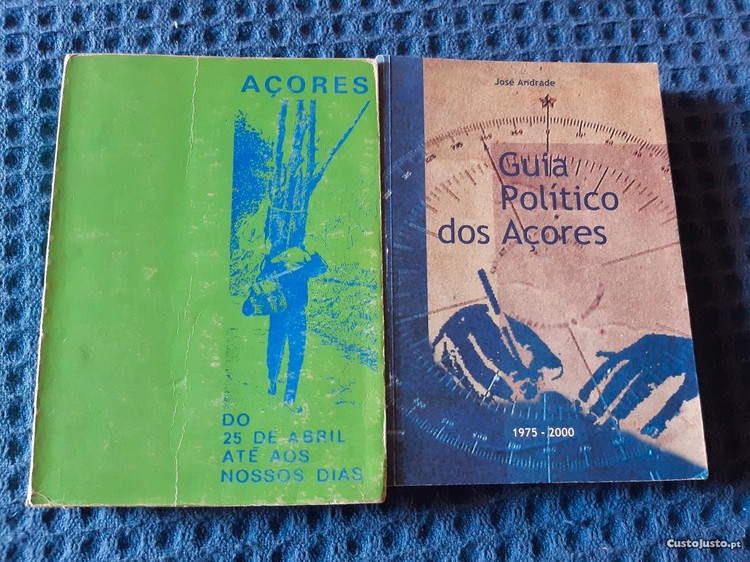 AÇORES
DO
25 DE ABRIL
ATÉ AOS
NOSSOS DIAS
José Andrade
Guia
Político
dos Açores
1975 - 2000
CustoJusto.pt